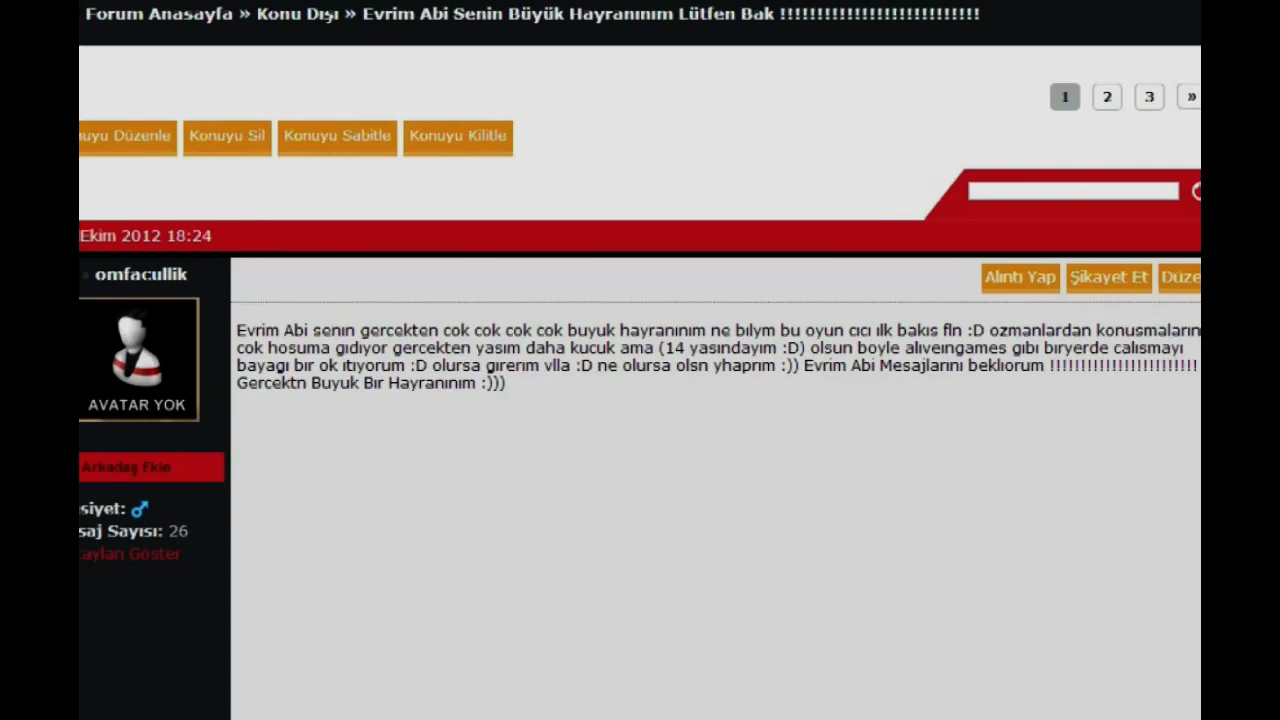 Forum Anasayfa » Konu Dışı » Evrim Abi Senin Büyük Hayranınım Lütfen Bak !!!!!!!!!!!!!!!!!!!!!!!!!!!
1 2 3 »
uyu Düzenle Konuyu Sil Konuyu Sabitle Konuyu Kilitle
Ekim 2012 18:24
» omfacullik
Alıntı Yap Şikayet Et Düze
Evrim Abi senın gercekten cok cok cok cok buyuk hayranınım ne bılym bu oyun cıcı ılk bakıs fln :D ozmanlardan konusmaların
cok hosuma gıdıyor gercekten yasım daha kucuk ama (14 yasındayım :D) olsun boyle alıveıngames gıbı bıryerde calısmayı
bayagı bır ok ıtıyorum :D olursa gırerım vlla :D ne olursa olsn yhaprım :)) Evrim Abi Mesajlarını beklıorum !!!!!!!!!!!!!!!!!!!!!!!!
Gercektn Buyuk Bır Hayranınım :)))
AVATAR YOK
Arkadaş Ekle
siyet:
saj Sayısı: 26
ayları Göster